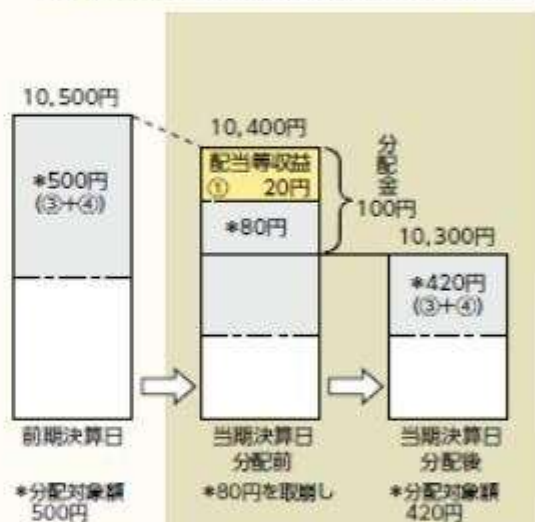 10,500円
*500円
(③+④)
10,400円
配当等収益
① 20円
*80円
分配金
100円
10,300円
*420円
(③+④)
前期決算日
当期決算日
分配前
当期決算日
分配後
*分配対象額
500円
*80円を取崩し
*分配対象額
420円